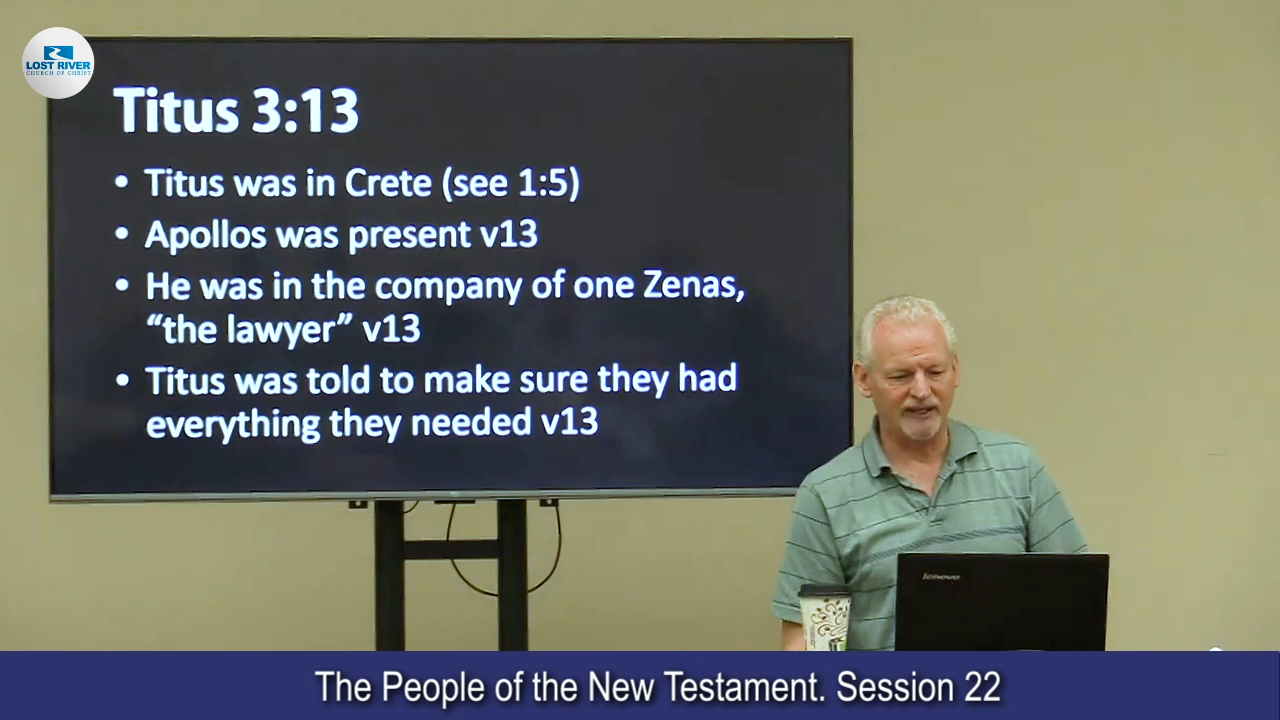 LOST RIVER
CHURCH OF CHRIST
Titus 3:13
• Titus was in Crete (see 1:5)
• Apollos was present v13
• He was in the company of one Zenas,
“the lawyer” v13
• Titus was told to make sure they had
everything they needed v13
Lenovo
The People of the New Testament. Session 22